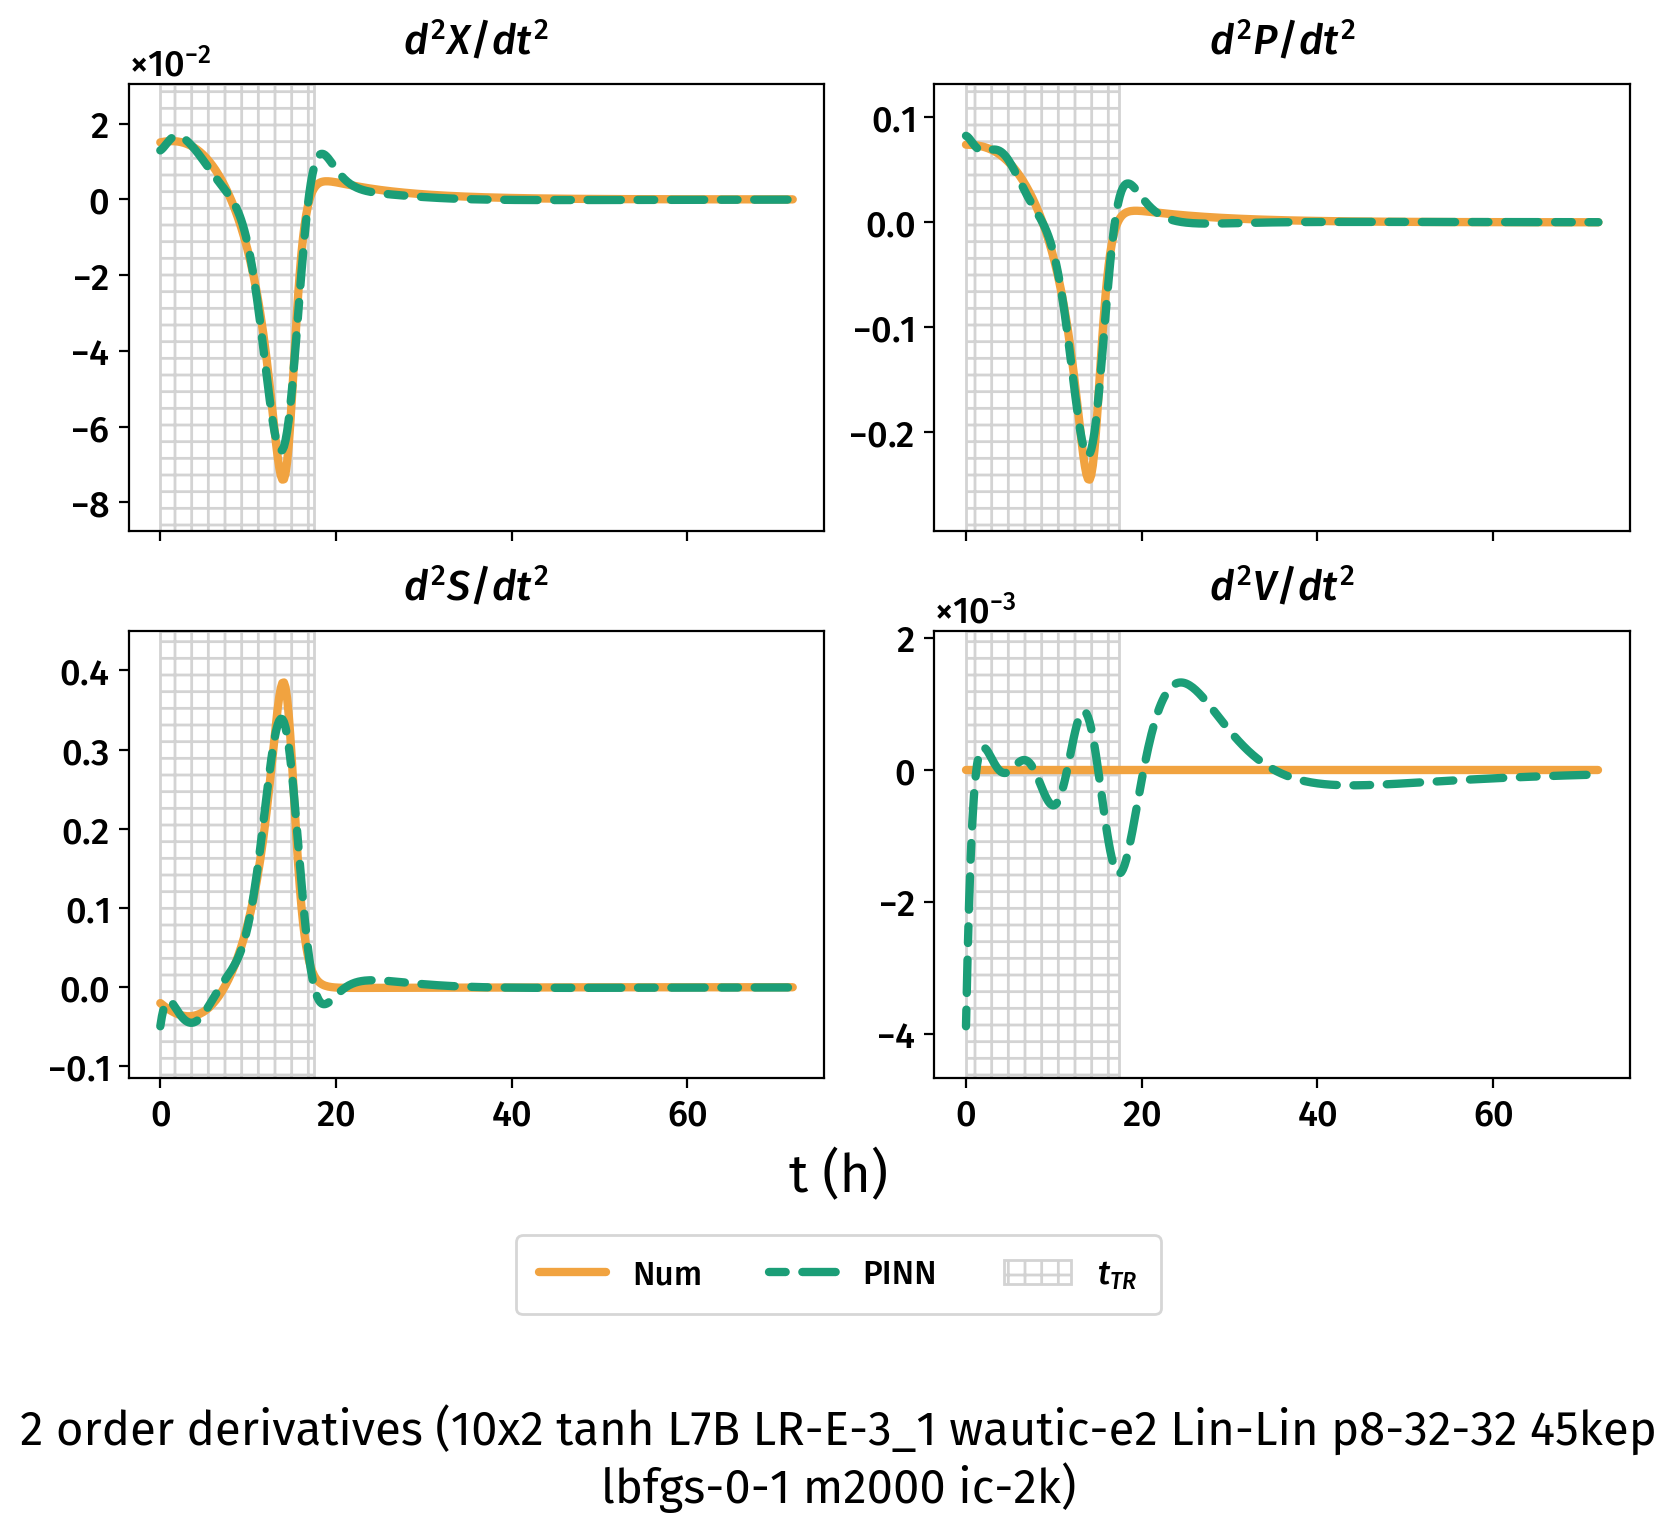 d²X/dt²
×10⁻²
2
0
−2
−4
−6
−8
d²P/dt²
0.1
0.0
−0.1
−0.2
d²S/dt²
0.4
0.3
0.2
0.1
0.0
−0.1
0 20 40 60
d²V/dt²
×10⁻³
2
0
−2
−4
0 20 40 60
t (h)
Num PINN t_TR
2 order derivatives (10x2 tanh L7B LR-E-3_1 wautic-e2 Lin-Lin p8-32-32 45kep
lbfgs-0-1 m2000 ic-2k)